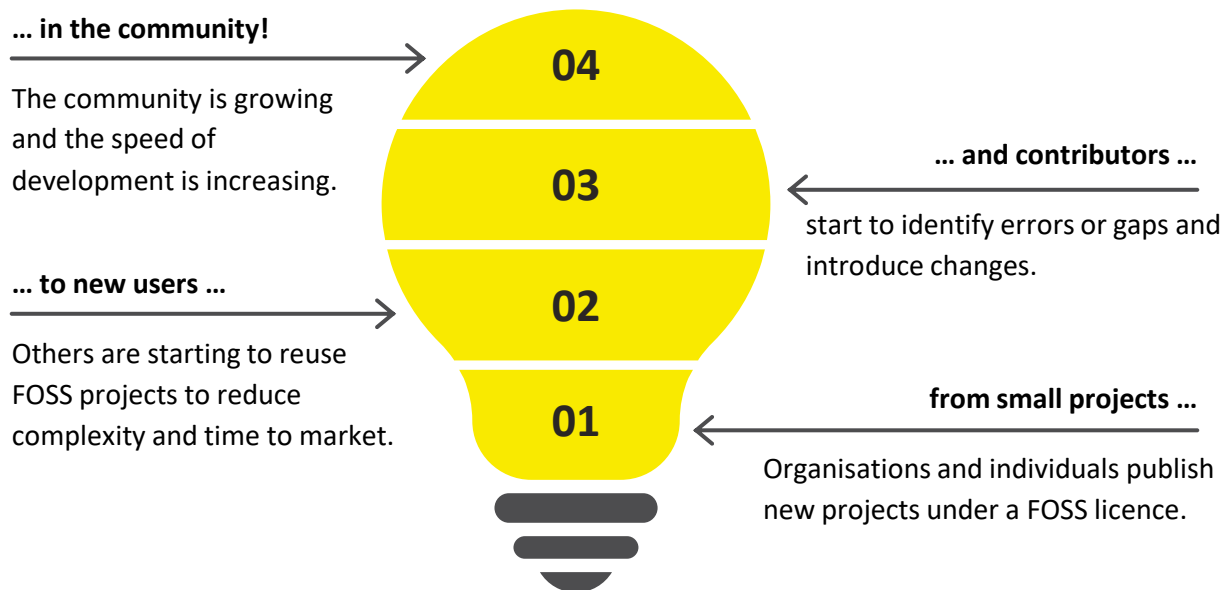 … in the community!
The community is growing
and the speed of
development is increasing.
04
… and contributors …
start to identify errors or gaps and
introduce changes.
03
… to new users …
Others are starting to reuse
FOSS projects to reduce
complexity and time to market.
02
from small projects …
Organisations and individuals publish
new projects under a FOSS licence.
01